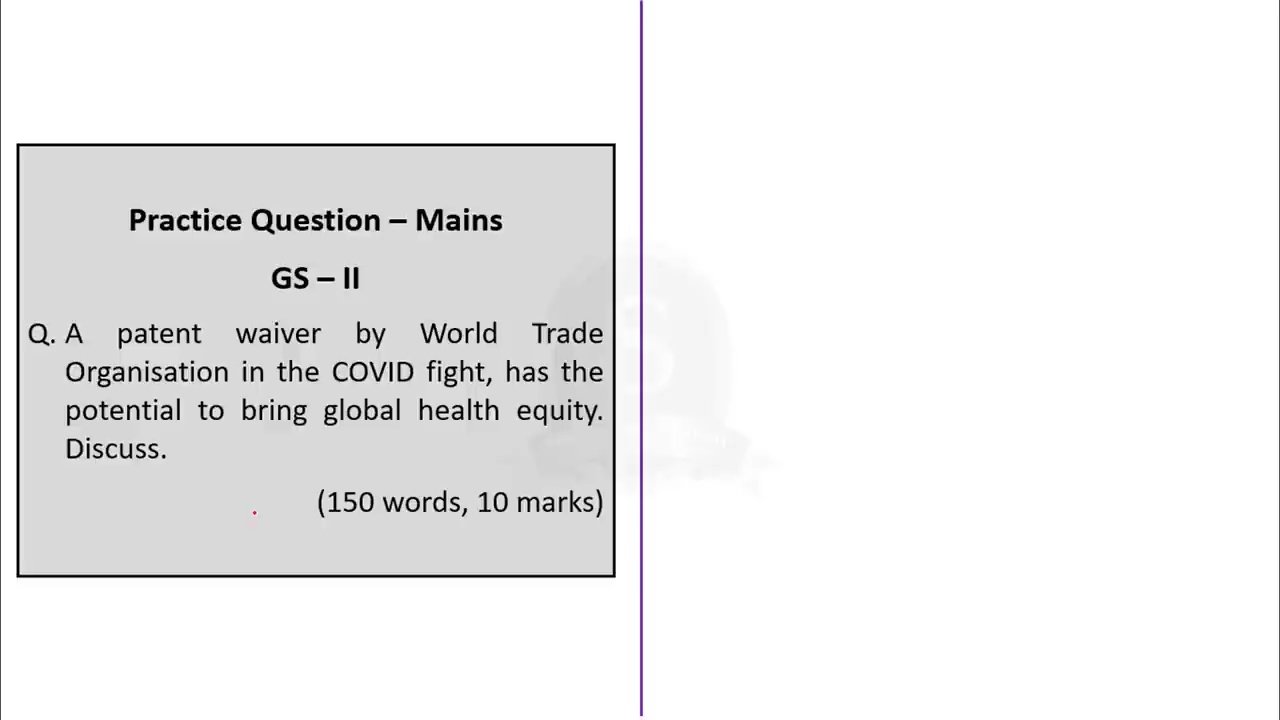 Practice Question – Mains
GS – II
Q. A patent waiver by World Trade
Organisation in the COVID fight, has the
potential to bring global health equity.
Discuss.
(150 words, 10 marks)